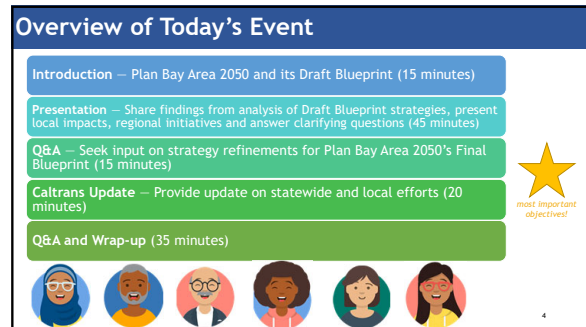 Overview of Today’s Event
Introduction — Plan Bay Area 2050 and its Draft Blueprint (15 minutes)
Presentation — Share findings from analysis of Draft Blueprint strategies, present
local impacts, regional initiatives and answer clarifying questions (45 minutes)
Q&A — Seek input on strategy refinements for Plan Bay Area 2050’s Final
Blueprint (15 minutes)
Caltrans Update — Provide update on statewide and local efforts (20
minutes)
Q&A and Wrap-up (35 minutes)
most important
objectives!
4